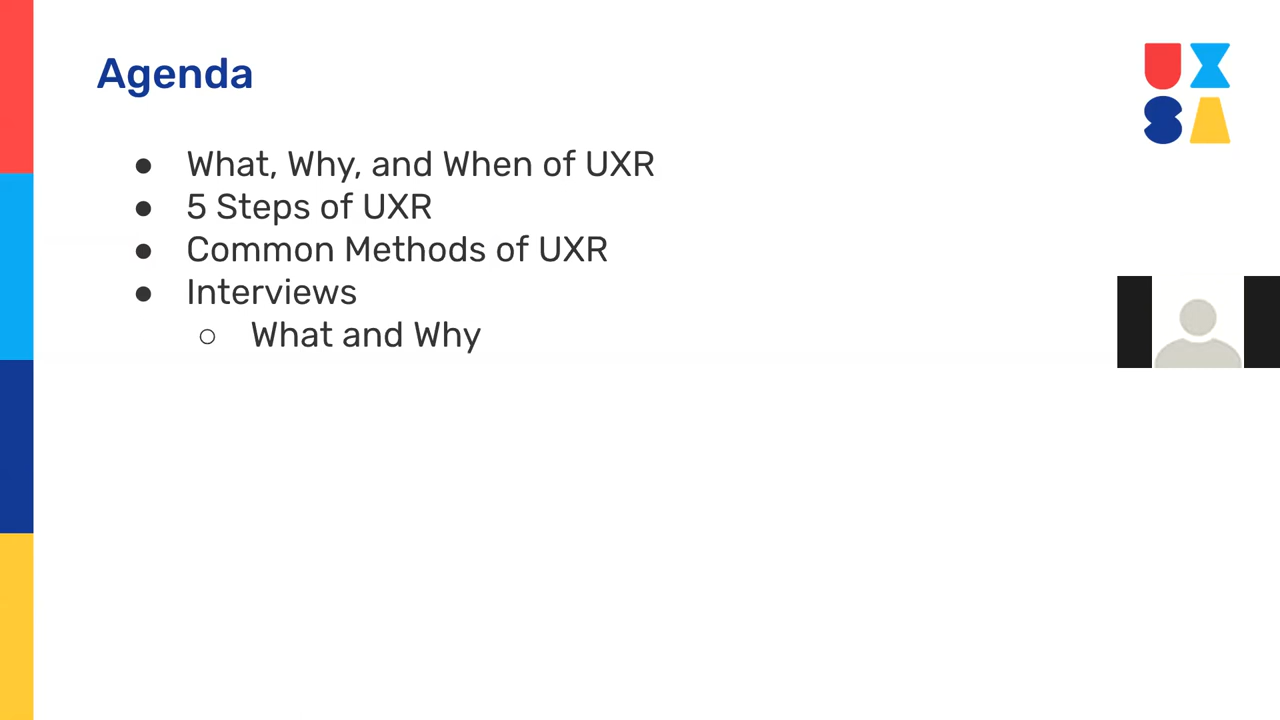 Agenda
UX
SA
● What, Why, and When of UXR
● 5 Steps of UXR
● Common Methods of UXR
● Interviews
○ What and Why